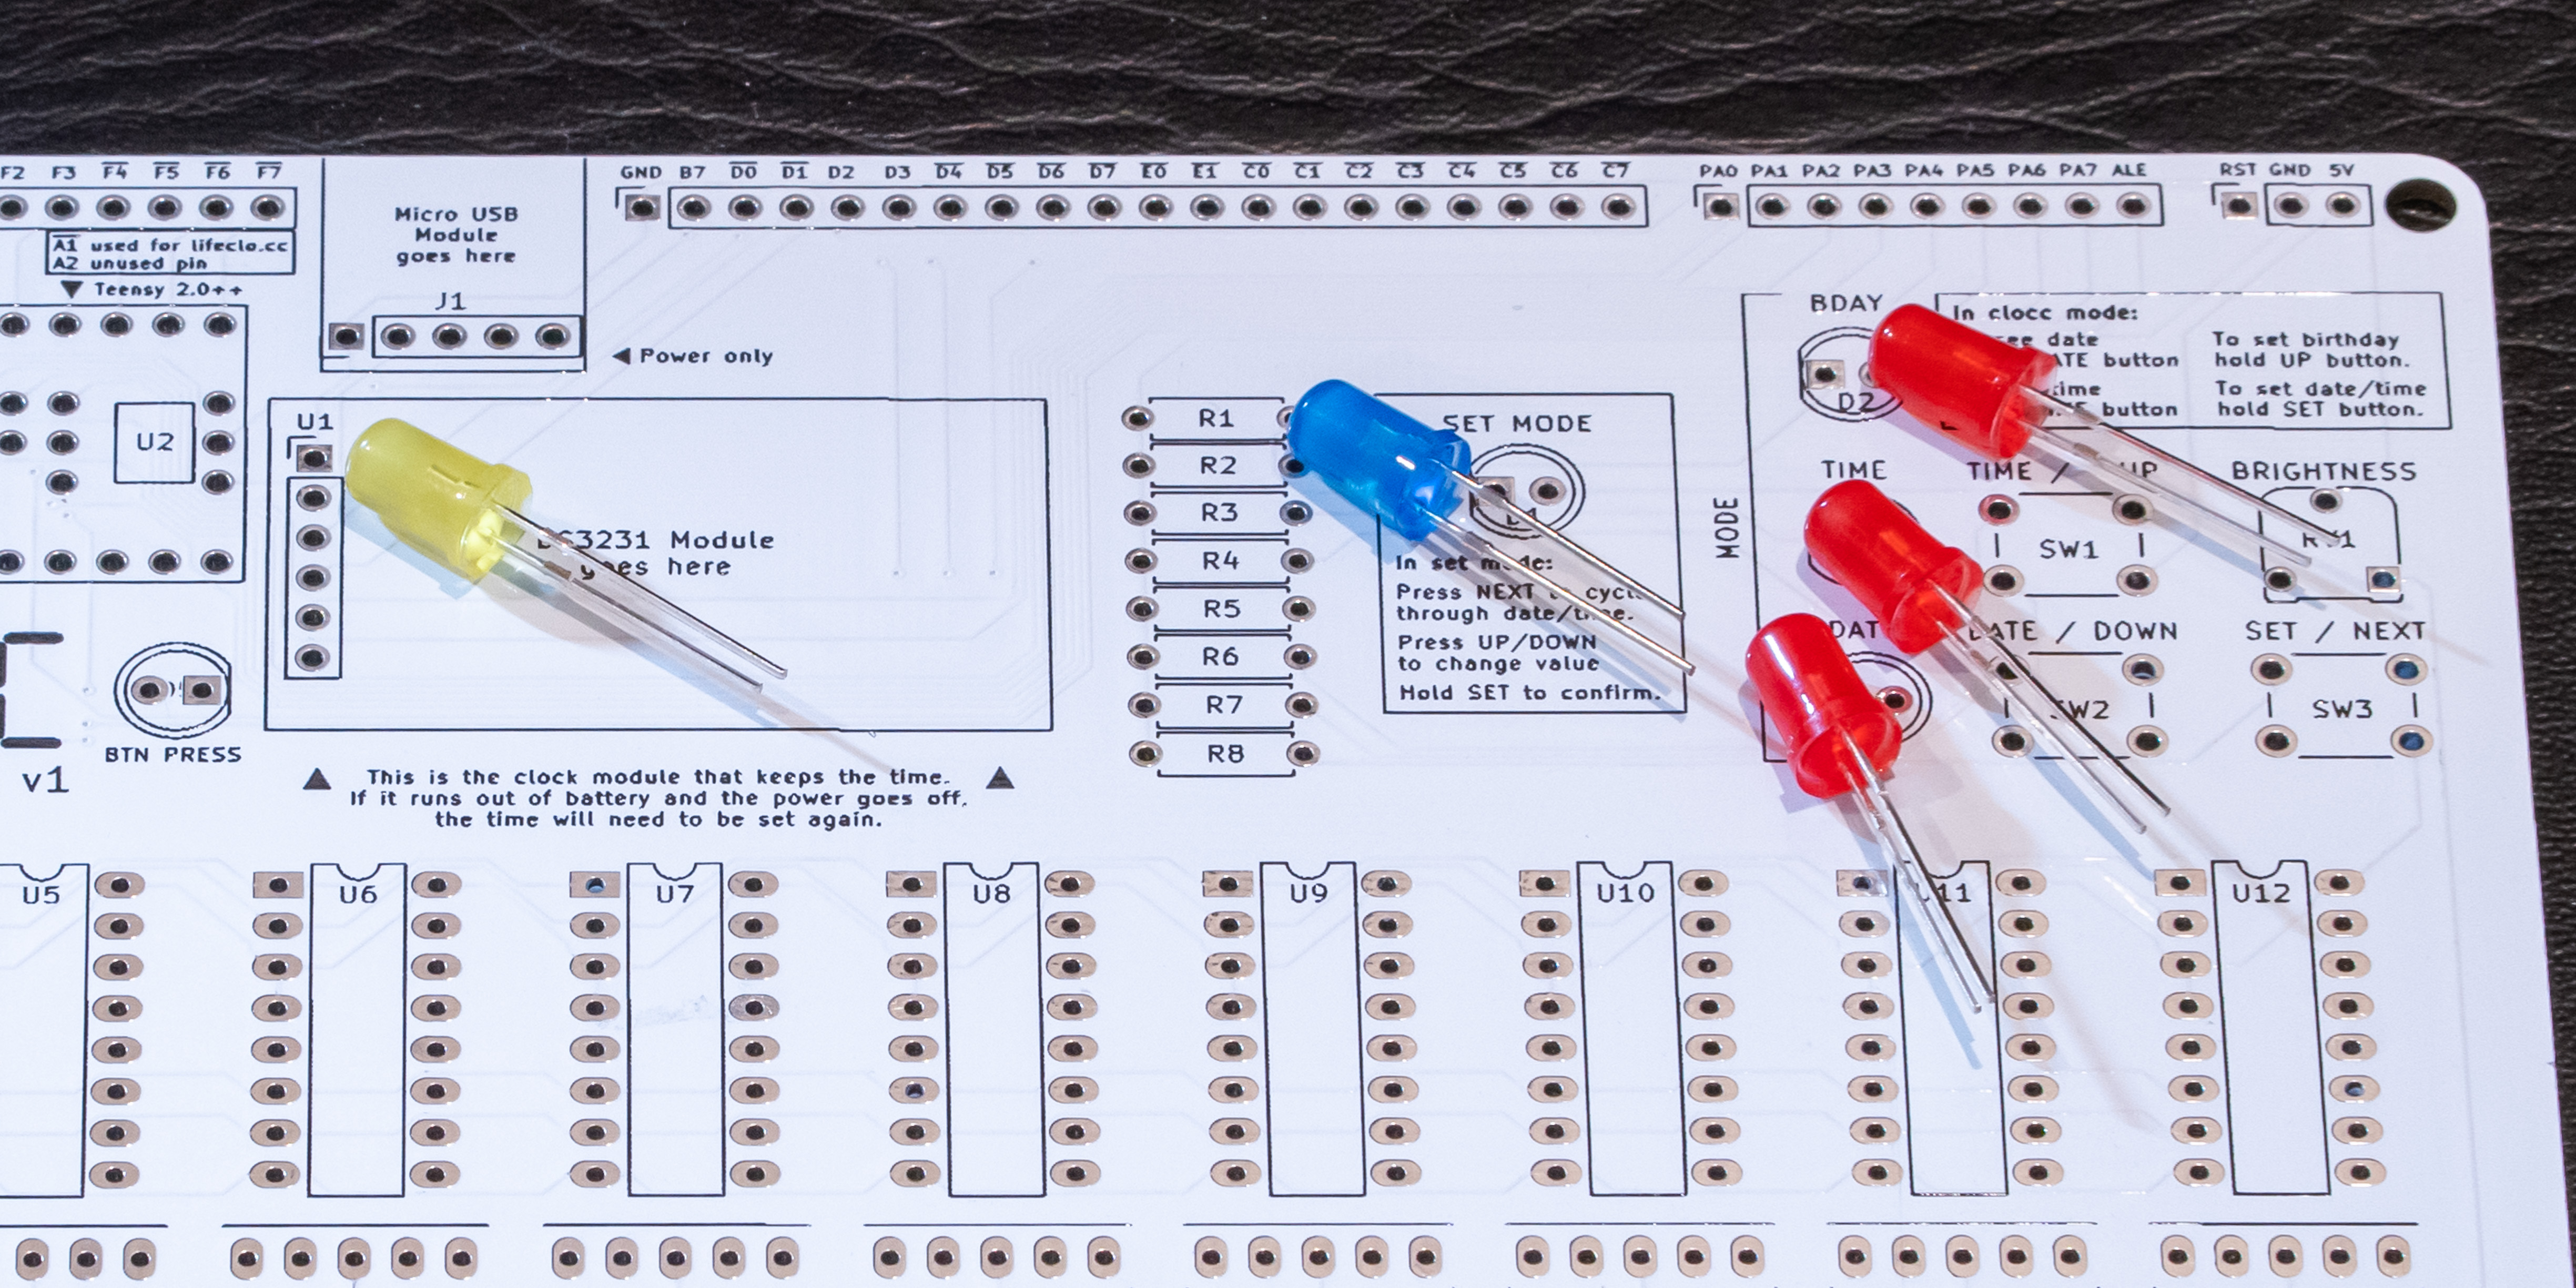 F2 F3 F4 F5 F6 F7
GND B7 D0 D1 D2 D3 D4 D5 D6 D7 E0 E1 C0 C1 C2 C3 C4 C5 C6 C7
PA0 PA1 PA2 PA3 PA4 PA5 PA6 PA7 ALE
RST GND 5V
A1 used for lifeclo.cc
A2 unused pin
Teensy 2.0++
U2
Micro USB
Module
goes here
J1
Power only
U1
3231 Module
here
BTN PRESS
v1
This is the clock module that keeps the time.
If it runs out of battery and the power goes off,
the time will need to be set again.
R1
R2
R3
R4
R5
R6
R7
R8
SET MODE
In set mode:
Press NEXT
through date/time.
Press UP/DOWN
to change value
Hold SET to confirm.
MODE
BDAY
D2
In clocc mode:
date
button
button
To set birthday
hold UP button.
To set date/time
hold SET button.
TIME
TIME / UP
SW1
BRIGHTNESS
DATE / DOWN
SW2
SET / NEXT
SW3
U5 U6 U7 U8 U9 U10 U11 U12